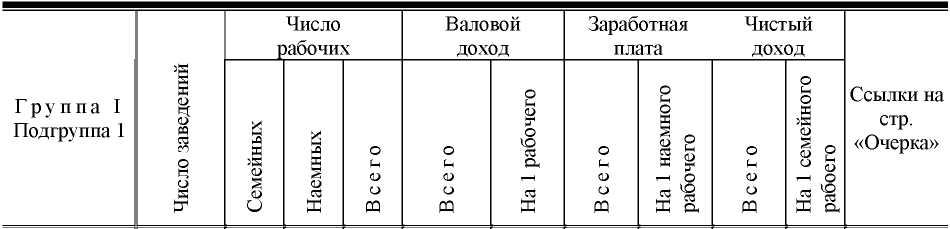 Группа I
Подгруппа 1
Число заведений
Число
рабочих
Семейных
Наемных
Всего
Валовой
доход
Всего
На 1 рабочего
Заработная
плата
Всего
На 1 наемного
рабочего
Чистый
доход
Всего
На 1 семейного
рабоего
Ссылки на
стр.
«Очерка»